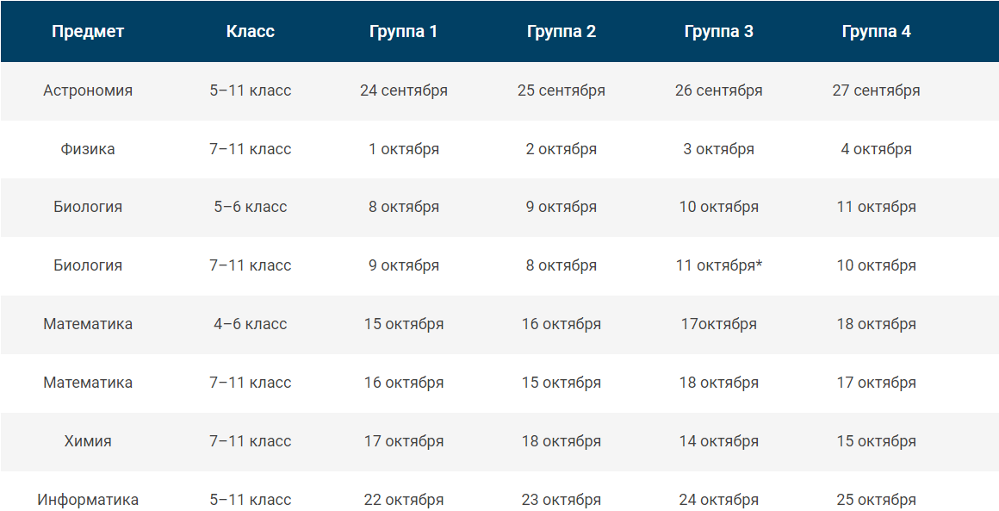 Предмет Класс Группа 1 Группа 2 Группа 3 Группа 4
Астрономия 5–11 класс 24 сентября 25 сентября 26 сентября 27 сентября
Физика 7–11 класс 1 октября 2 октября 3 октября 4 октября
Биология 5–6 класс 8 октября 9 октября 10 октября 11 октября
Биология 7–11 класс 9 октября 8 октября 11 октября* 10 октября
Математика 4–6 класс 15 октября 16 октября 17октября 18 октября
Математика 7–11 класс 16 октября 15 октября 18 октября 17 октября
Химия 7–11 класс 17 октября 18 октября 14 октября 15 октября
Информатика 5–11 класс 22 октября 23 октября 24 октября 25 октября